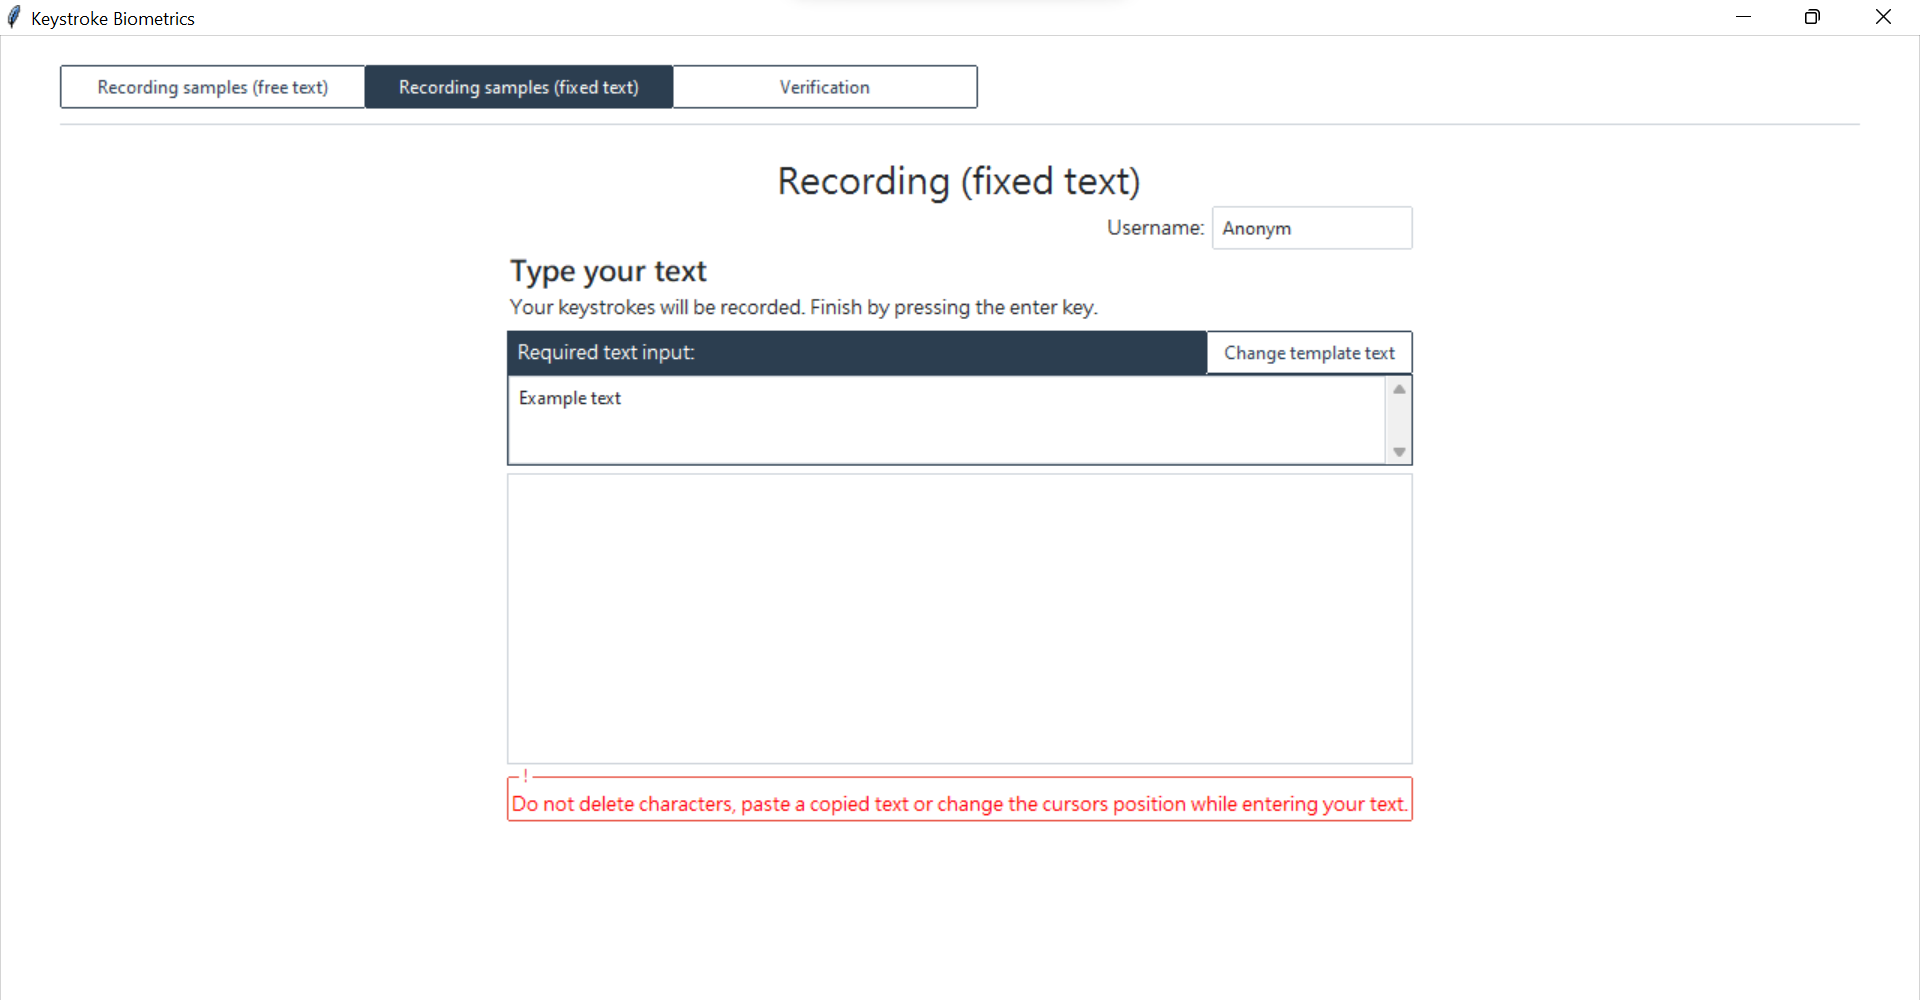 Keystroke Biometrics
Recording samples (free text) Recording samples (fixed text) Verification
Recording (fixed text)
Username: Anonym
Type your text
Your keystrokes will be recorded. Finish by pressing the enter key.
Required text input: Change template text
Example text
!
Do not delete characters, paste a copied text or change the cursors position while entering your text.